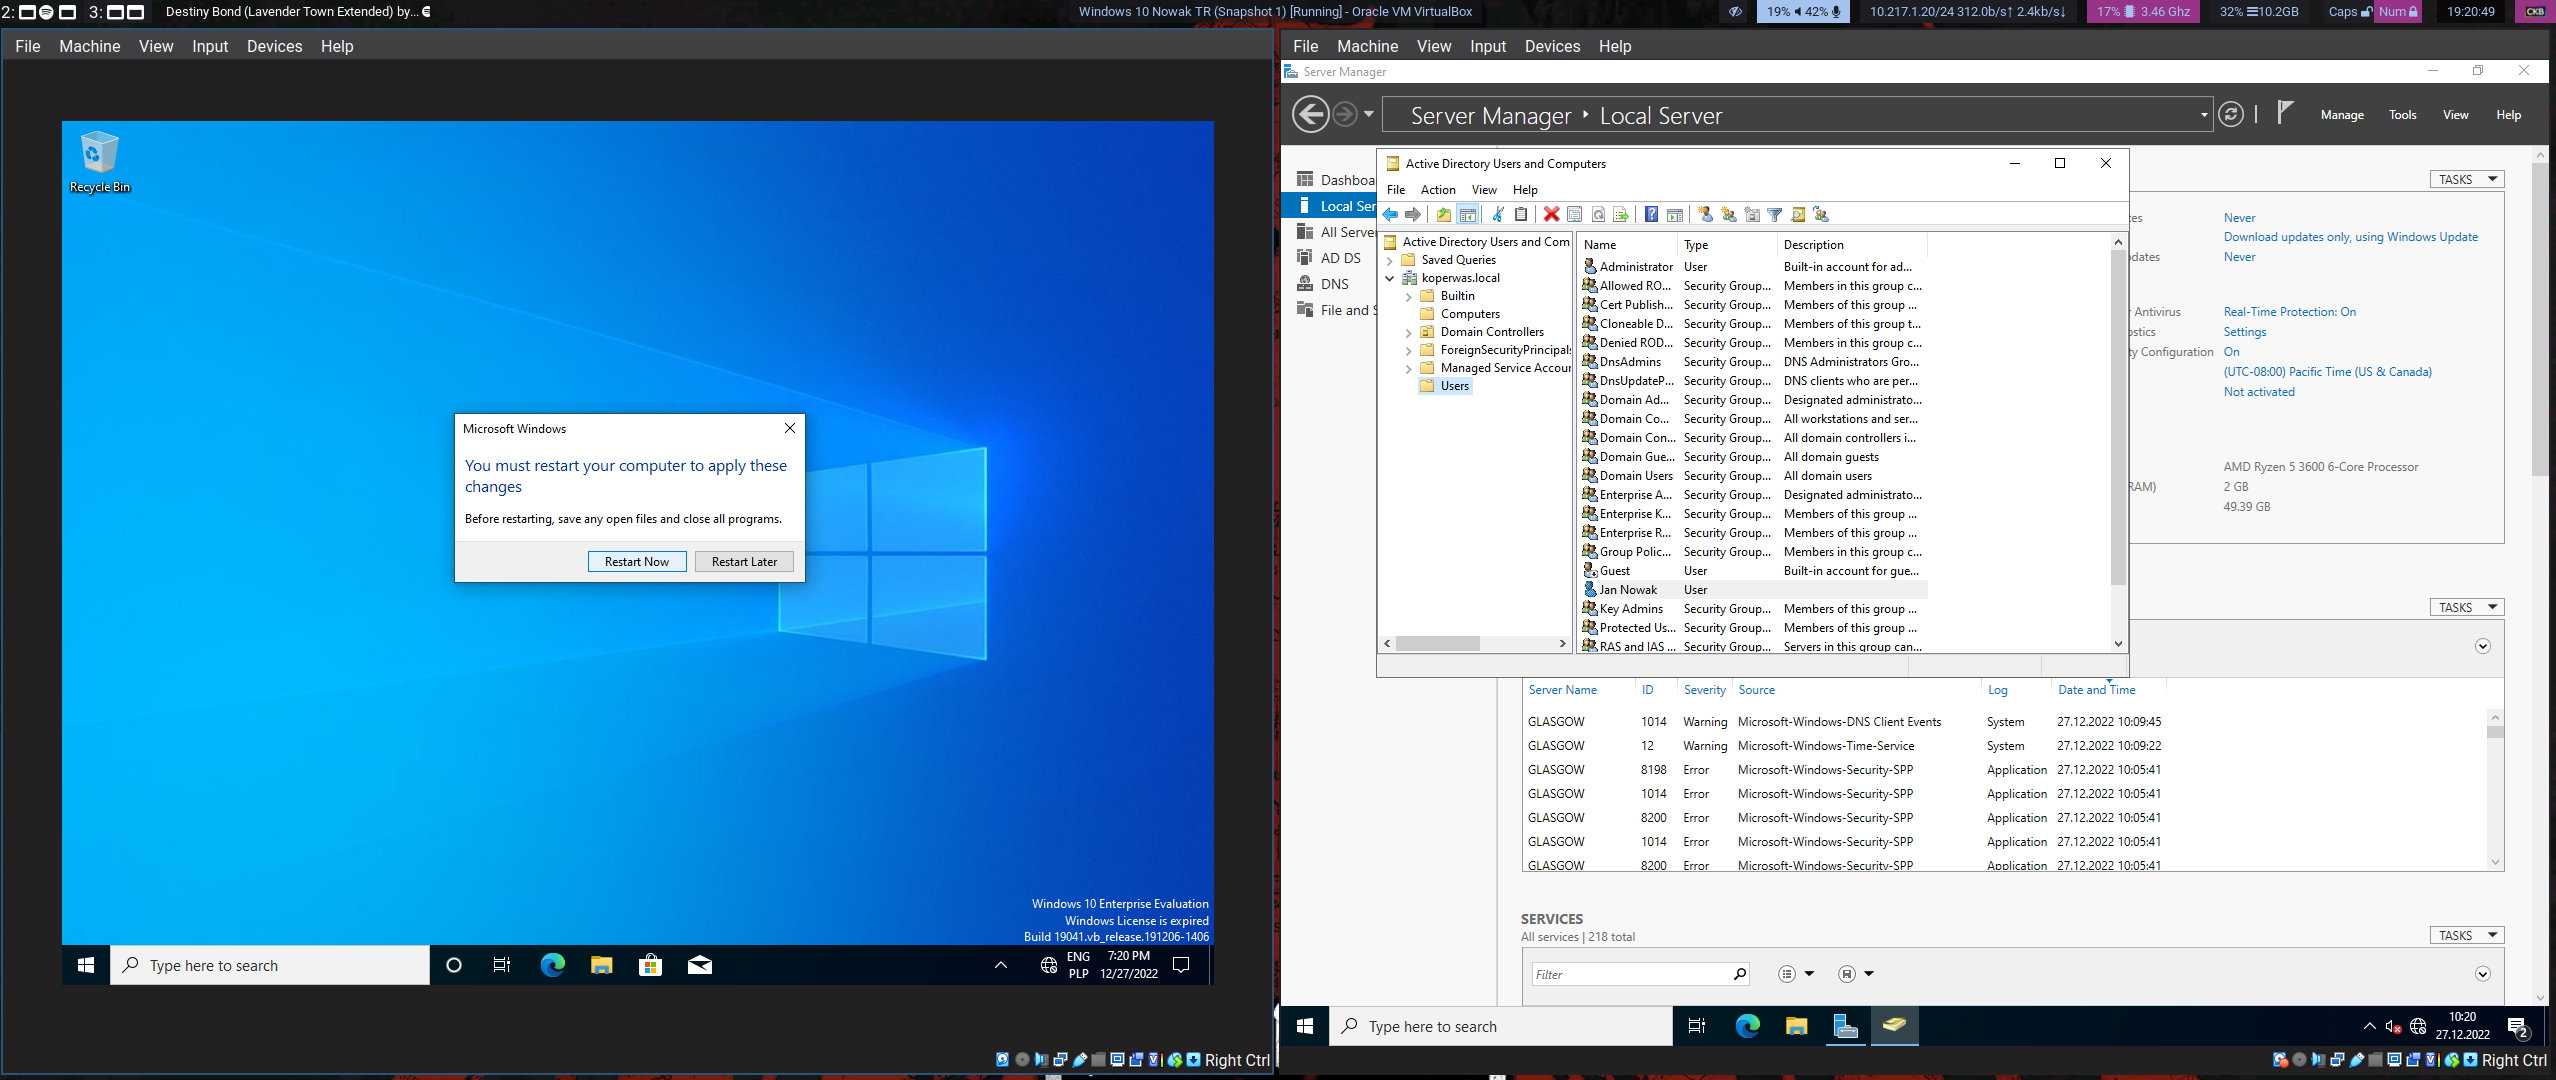 2: 3: Destiny Bond (Lavender Town Extended) by...
Windows 10 Nowak TR (Snapshot 1) [Running] - Oracle VM VirtualBox
19% 42% 10.217.1.20/24 312.0b/s↑ 2.4kb/s↓ 17% 3.46 Ghz 32% 10.2GB Caps Num 19:20:49 CKB
File Machine View Input Devices Help
Recycle Bin
Microsoft Windows
You must restart your computer to apply these
changes
Before restarting, save any open files and close all programs.
Restart Now Restart Later
Windows 10 Enterprise Evaluation
Windows License is expired
Build 19041.vb_release.191206-1406
Type here to search
ENG
PLP
7:20 PM
12/27/2022
Right Ctrl
File Machine View Input Devices Help
Server Manager
Server Manager ‣ Local Server
Manage Tools View Help
Dashboa
Local Ser
All Server
AD DS
DNS
File and S
Active Directory Users and Computers
File Action View Help
Active Directory Users and Com
Saved Queries
koperwas.local
Builtin
Computers
Domain Controllers
ForeignSecurityPrincipals
Managed Service Accour
Users
Name Type Description
Administrator User Built-in account for ad...
Allowed RO... Security Group... Members in this group c...
Cert Publish... Security Group... Members of this group ...
Cloneable D... Security Group... Members of this group t...
Denied ROD... Security Group... Members in this group c...
DnsAdmins Security Group... DNS Administrators Gro...
DnsUpdateP... Security Group... DNS clients who are per...
Domain Ad... Security Group... Designated administrato...
Domain Co... Security Group... All workstations and ser...
Domain Con... Security Group... All domain controllers i...
Domain Gue... Security Group... All domain guests
Domain Users Security Group... All domain users
Enterprise A... Security Group... Designated administrato...
Enterprise K... Security Group... Members of this group ...
Enterprise R... Security Group... Members of this group ...
Group Polic... Security Group... Members in this group c...
Guest User Built-in account for gue...
Jan Nowak User
Key Admins Security Group... Members of this group ...
Protected Us... Security Group... Members of this group ...
RAS and IAS ... Security Group... Servers in this group can...
TASKS
tes Never
Download updates only, using Windows Update
pdates Never
r Antivirus Real-Time Protection: On
ostics Settings
ty Configuration On
(UTC-08:00) Pacific Time (US & Canada)
Not activated
AMD Ryzen 5 3600 6-Core Processor
RAM) 2 GB
49.39 GB
TASKS
Server Name ID Severity Source Log Date and Time
GLASGOW 1014 Warning Microsoft-Windows-DNS Client Events System 27.12.2022 10:09:45
GLASGOW 12 Warning Microsoft-Windows-Time-Service System 27.12.2022 10:09:22
GLASGOW 8198 Error Microsoft-Windows-Security-SPP Application 27.12.2022 10:05:41
GLASGOW 1014 Error Microsoft-Windows-Security-SPP Application 27.12.2022 10:05:41
GLASGOW 8200 Error Microsoft-Windows-Security-SPP Application 27.12.2022 10:05:41
GLASGOW 1014 Error Microsoft-Windows-Security-SPP Application 27.12.2022 10:05:41
GLASGOW 8200 Error Microsoft-Windows-Security-SPP Application 27.12.2022 10:05:41
SERVICES
All services | 218 total
TASKS
Filter
Type here to search
10:20
27.12.2022
2
Right Ctrl